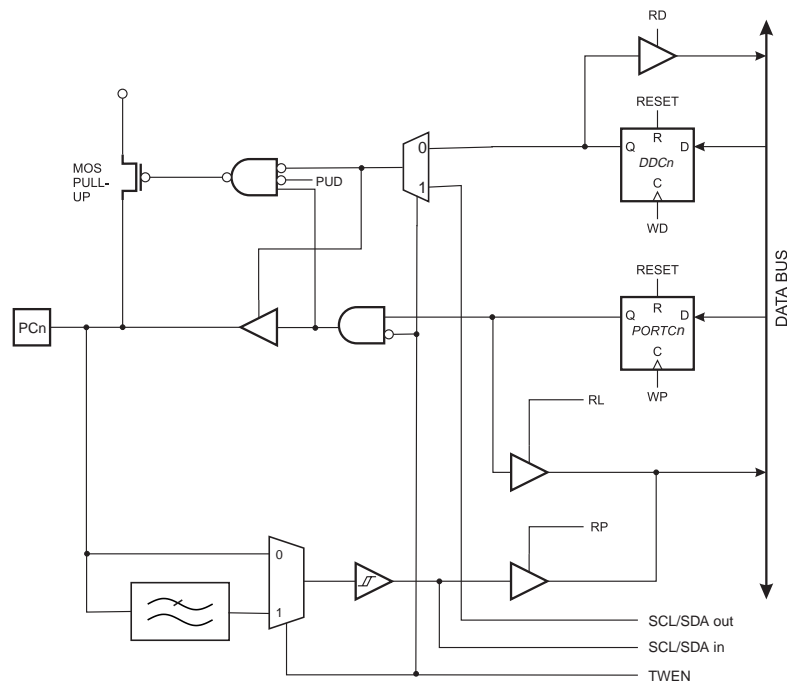 RD
RESET
R
Q
D
DDCn
C
WD
MOS
PULL-
UP
PUD
0
1
RESET
R
Q
D
PORTCn
C
WP
PCn
DATA BUS
RL
RP
0
1
SCL/SDA out
SCL/SDA in
TWEN